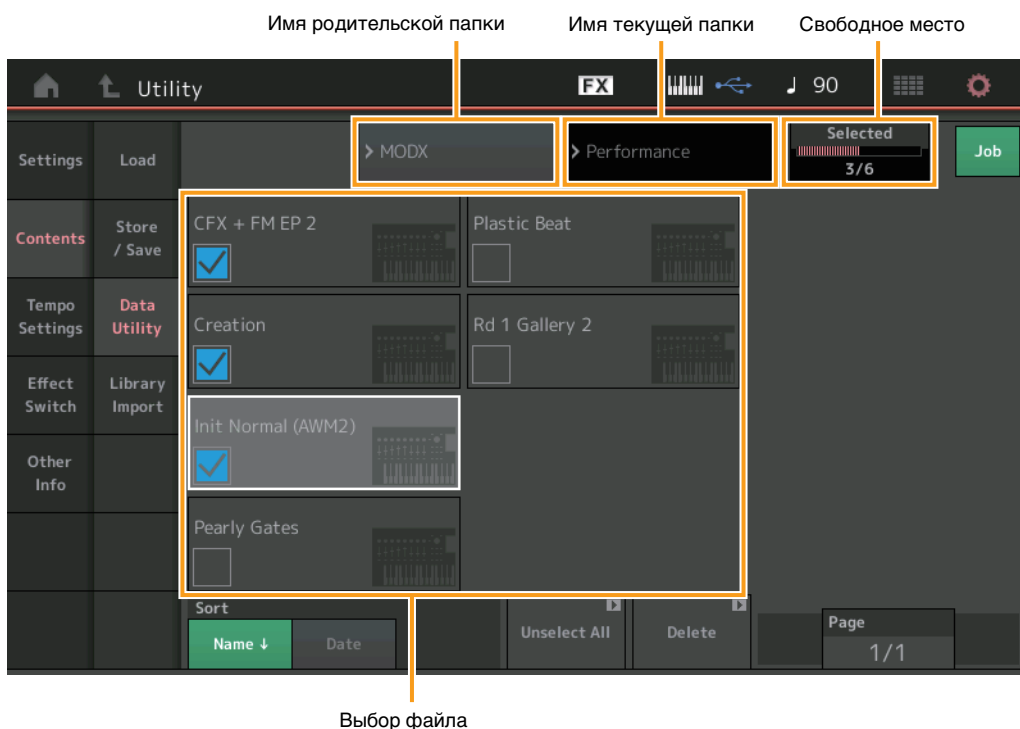 Имя родительской папки
Имя текущей папки
Свободное место
Utility
FX
90
Settings
Load
> MODX
> Performance
Selected
3/6
Job
Contents
Store
/ Save
CFX + FM EP 2
Plastic Beat
Tempo
Settings
Data
Utility
Creation
Rd 1 Gallery 2
Effect
Switch
Library
Import
Init Normal (AWM2)
Other
Info
Pearly Gates
Sort
Name ↓
Date
Unselect All
Delete
Page
1/1
Выбор файла